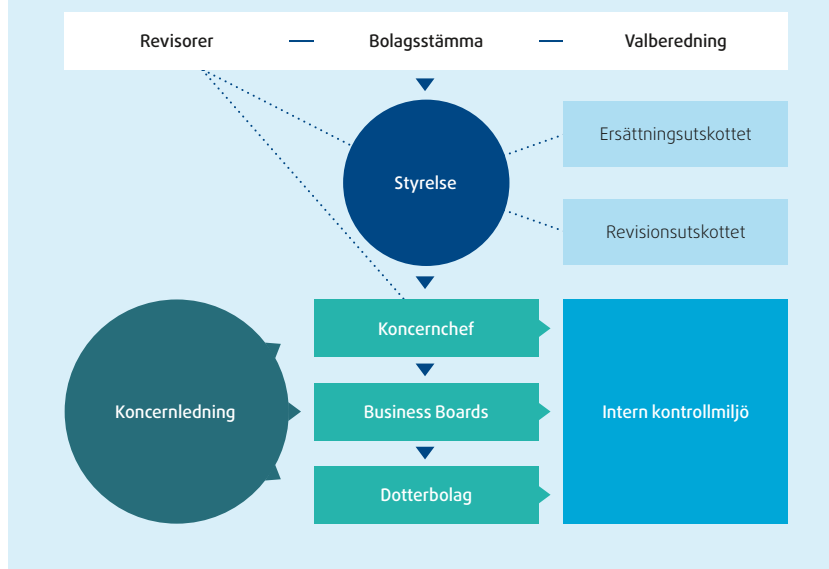 Revisorer
Bolagsstämma
Valberedning
Ersättningsutskottet
Styrelse
Revisionsutskottet
Koncernchef
Koncernledning
Business Boards
Intern kontrollmiljö
Dotterbolag